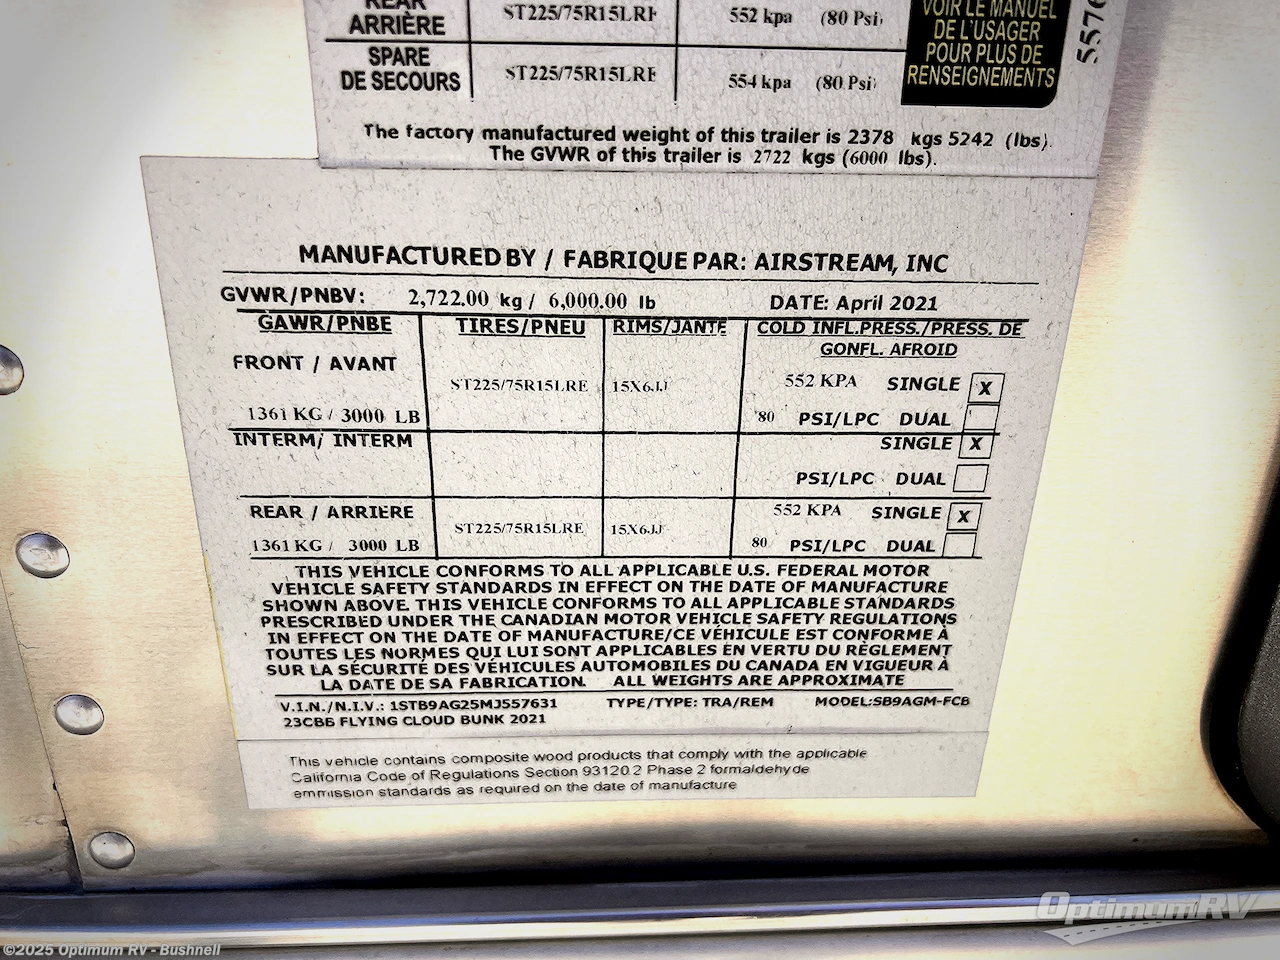 REAR
ARRIÈRE ST225/75R15LRE 552 kpa (80 Psi)
SPARE
DE SECOURS ST225/75R15LRE 554 kpa (80 Psi)
VOIR LE MANUEL
DE L'USAGER
POUR PLUS DE
RENSEIGNEMENTS
The factory manufactured weight of this trailer is 2378 kgs 5242 (lbs).
The GVWR of this trailer is 2722 kgs (6000 lbs).
MANUFACTURED BY / FABRIQUE PAR: AIRSTREAM, INC
GVWR/PNBV: 2,722.00 kg / 6,000.00 lb DATE: April 2021
GAWR/PNBE TIRES/PNEU RIMS/JANTE COLD INFL.PRESS./PRESS. DE
GONFL. AFROID
FRONT / AVANT
ST225/75R15LRE 15X6JJ 552 KPA SINGLE X
1361 KG / 3000 LB 80 PSI/LPC DUAL
INTERM/ INTERM SINGLE X
PSI/LPC DUAL
REAR / ARRIERE 552 KPA SINGLE X
ST225/75R15LRE 15X6JJ
1361 KG / 3000 LB 80 PSI/LPC DUAL
THIS VEHICLE CONFORMS TO ALL APPLICABLE U.S. FEDERAL MOTOR
VEHICLE SAFETY STANDARDS IN EFFECT ON THE DATE OF MANUFACTURE
SHOWN ABOVE. THIS VEHICLE CONFORMS TO ALL APPLICABLE STANDARDS
PRESCRIBED UNDER THE CANADIAN MOTOR VEHICLE SAFETY REGULATIONS
IN EFFECT ON THE DATE OF MANUFACTURE/CE VÉHICULE EST CONFORME À
TOUTES LES NORMES QUI LUI SONT APPLICABLES EN VERTU DU RÈGLEMENT
SUR LA SÉCURITÉ DES VÉHICULES AUTOMOBILES DU CANADA EN VIGUEUR À
LA DATE DE SA FABRICATION. ALL WEIGHTS ARE APPROXIMATE
V.I.N./N.I.V.: 1STB9AG25MJ557631 TYPE/TYPE: TRA/REM MODEL:SB9AGM-FCB
23CBB FLYING CLOUD BUNK 2021
This vehicle contains composite wood products that comply with the applicable
California Code of Regulations Section 93120.2 Phase 2 formaldehyde
emmission standards as required on the date of manufacture
OptimumRV
©2025 Optimum RV - Bushnell